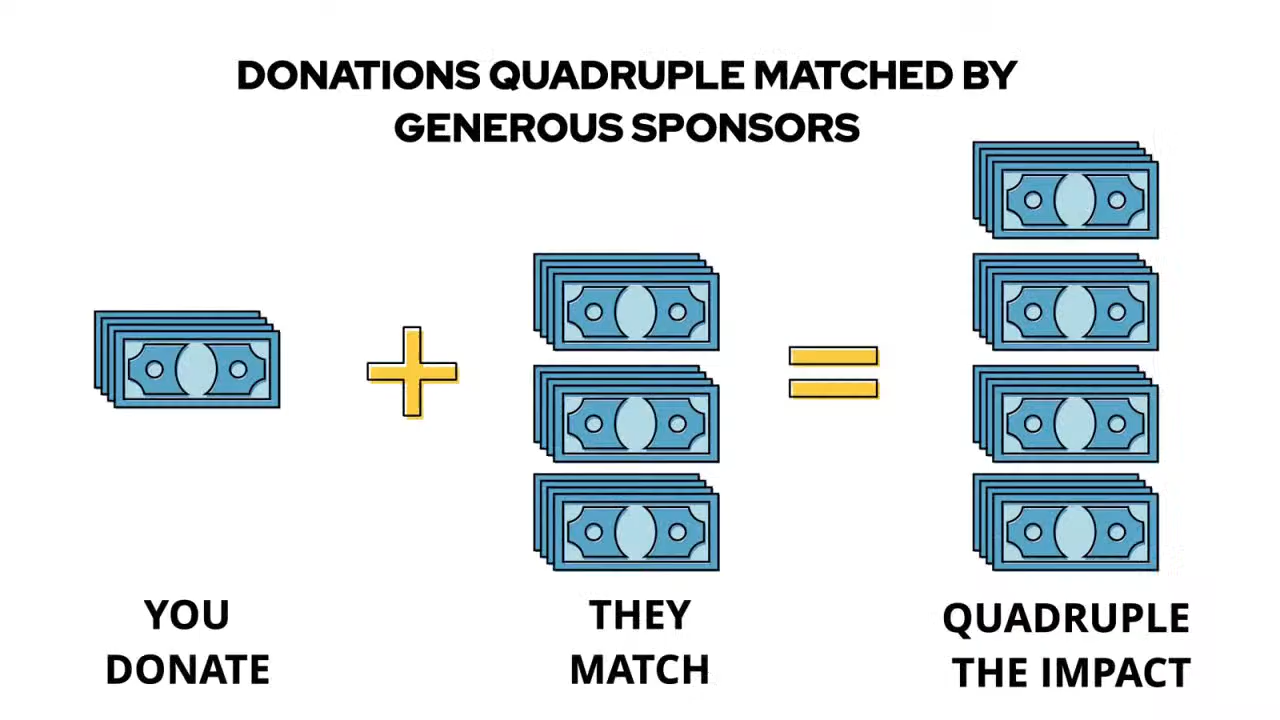 DONATIONS QUADRUPLE MATCHED BY
GENEROUS SPONSORS
YOU
DONATE
THEY
MATCH
QUADRUPLE
THE IMPACT